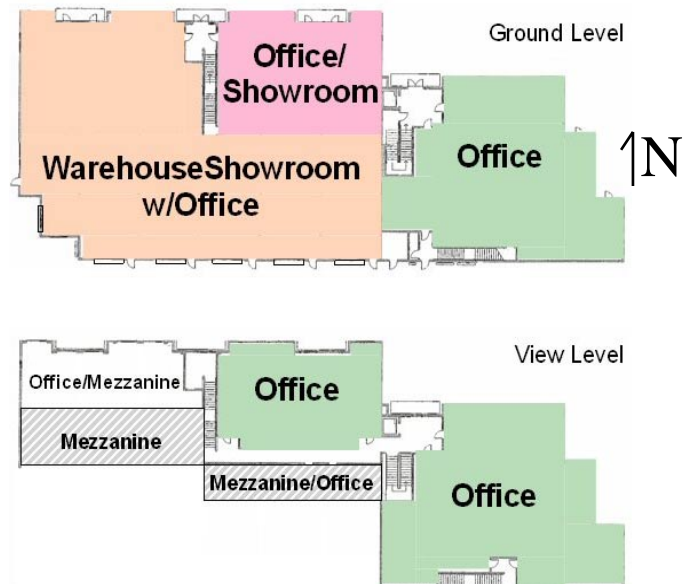 Ground Level
Office/
Showroom
WarehouseShowroom
w/Office
Office
N
View Level
Office/Mezzanine
Office
Mezzanine
Mezzanine/Office
Office